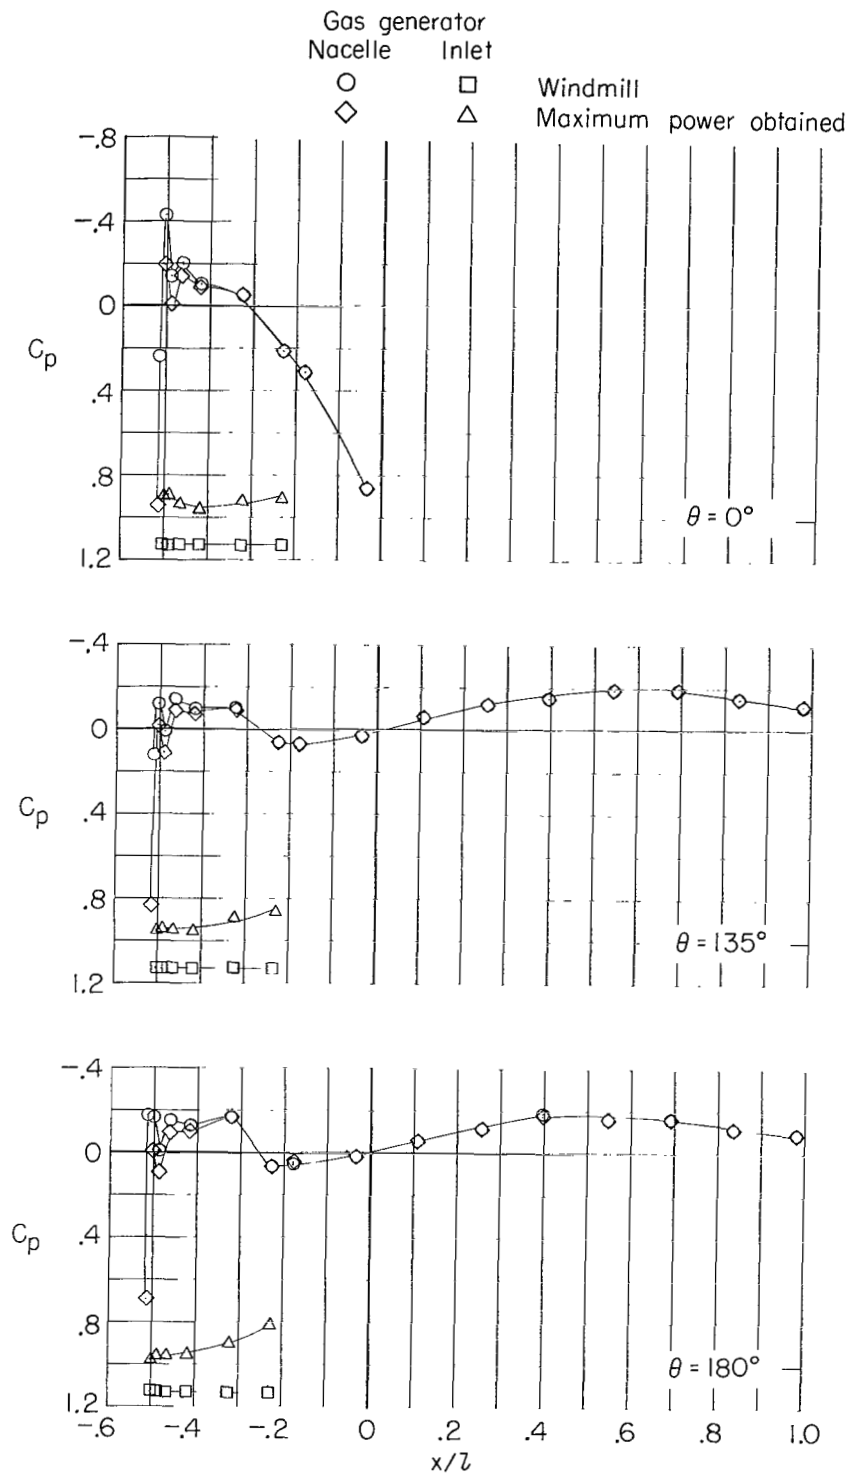 Gas generator
Nacelle Inlet
Windmill
Maximum power obtained
-.8
-.4
0
Cp
.4
.8
θ = 0°
1.2
-.4
0
Cp
.4
.8
θ = 135°
1.2
-.4
0
Cp
.4
.8
θ = 180°
1.2
-.6 -.4 -.2 0 .2 .4 .6 .8 1.0
x/l